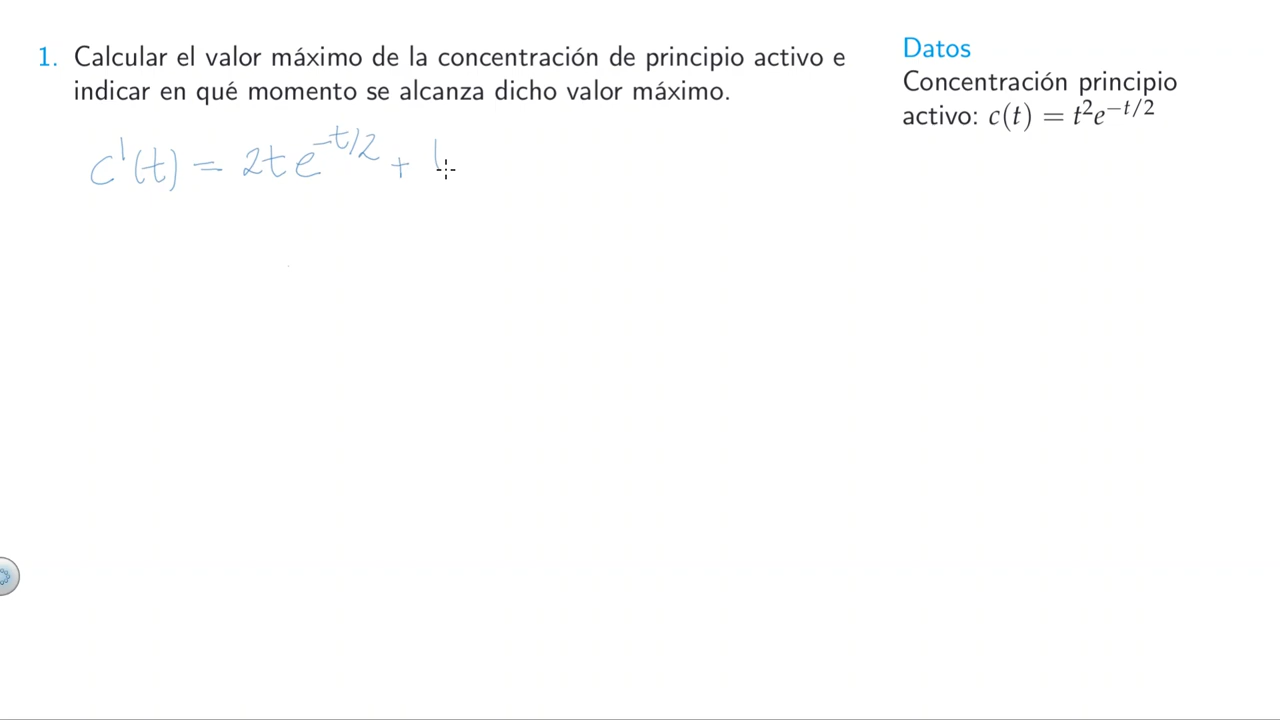 1. Calcular el valor máximo de la concentración de principio activo e
indicar en qué momento se alcanza dicho valor máximo.
c'(t) = 2te^{-t/2} +
Datos
Concentración principio
activo: c(t) = t²e^{−t/2}